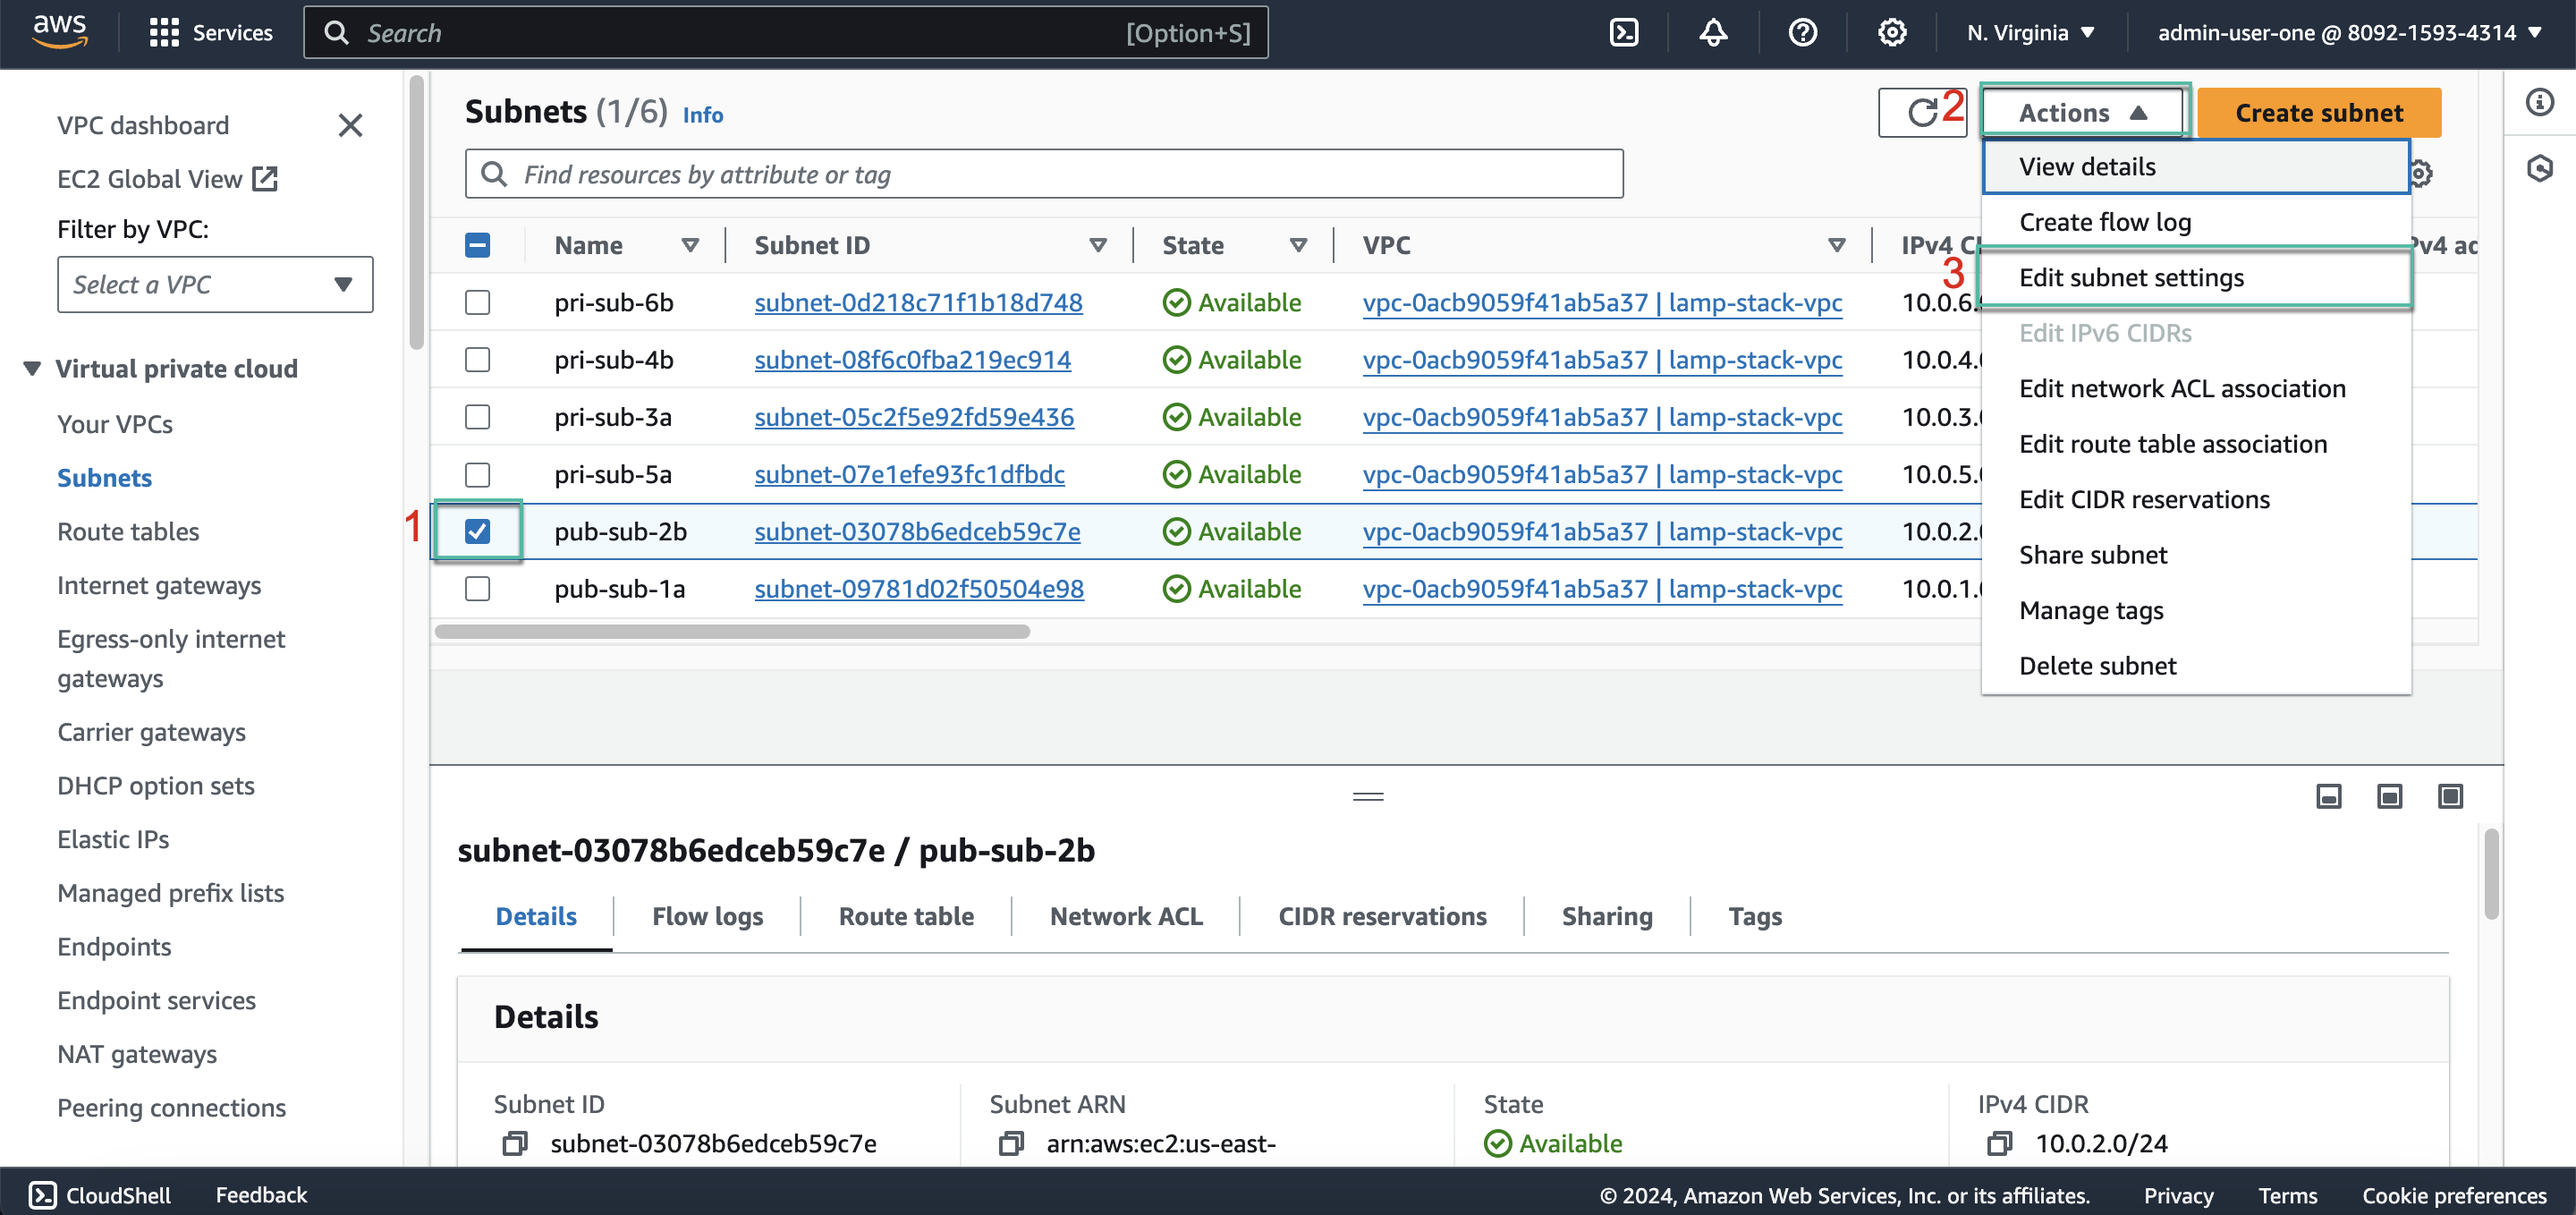 aws
Services
Search
[Option+S]
N. Virginia
admin-user-one @ 8092-1593-4314
VPC dashboard
EC2 Global View
Filter by VPC:
Select a VPC
Virtual private cloud
Your VPCs
Subnets
Route tables
Internet gateways
Egress-only internet
gateways
Carrier gateways
DHCP option sets
Elastic IPs
Managed prefix lists
Endpoints
Endpoint services
NAT gateways
Peering connections
Subnets (1/6) Info
2
Actions
Create subnet
Find resources by attribute or tag
View details
Create flow log
3
Edit subnet settings
Edit IPv6 CIDRs
Edit network ACL association
Edit route table association
Edit CIDR reservations
Share subnet
Manage tags
Delete subnet
Name Subnet ID State VPC IPv4 CI Pv4 ad
pri-sub-6b subnet-0d218c71f1b18d748 Available vpc-0acb9059f41ab5a37 | lamp-stack-vpc 10.0.6.
pri-sub-4b subnet-08f6c0fba219ec914 Available vpc-0acb9059f41ab5a37 | lamp-stack-vpc 10.0.4.0
pri-sub-3a subnet-05c2f5e92fd59e436 Available vpc-0acb9059f41ab5a37 | lamp-stack-vpc 10.0.3.0
pri-sub-5a subnet-07e1efe93fc1dfbdc Available vpc-0acb9059f41ab5a37 | lamp-stack-vpc 10.0.5.0
1 pub-sub-2b subnet-03078b6edceb59c7e Available vpc-0acb9059f41ab5a37 | lamp-stack-vpc 10.0.2.0
pub-sub-1a subnet-09781d02f50504e98 Available vpc-0acb9059f41ab5a37 | lamp-stack-vpc 10.0.1.0
subnet-03078b6edceb59c7e / pub-sub-2b
Details Flow logs Route table Network ACL CIDR reservations Sharing Tags
Details
Subnet ID
subnet-03078b6edceb59c7e
Subnet ARN
arn:aws:ec2:us-east-
State
Available
IPv4 CIDR
10.0.2.0/24
CloudShell
Feedback
© 2024, Amazon Web Services, Inc. or its affiliates.
Privacy
Terms
Cookie preferences